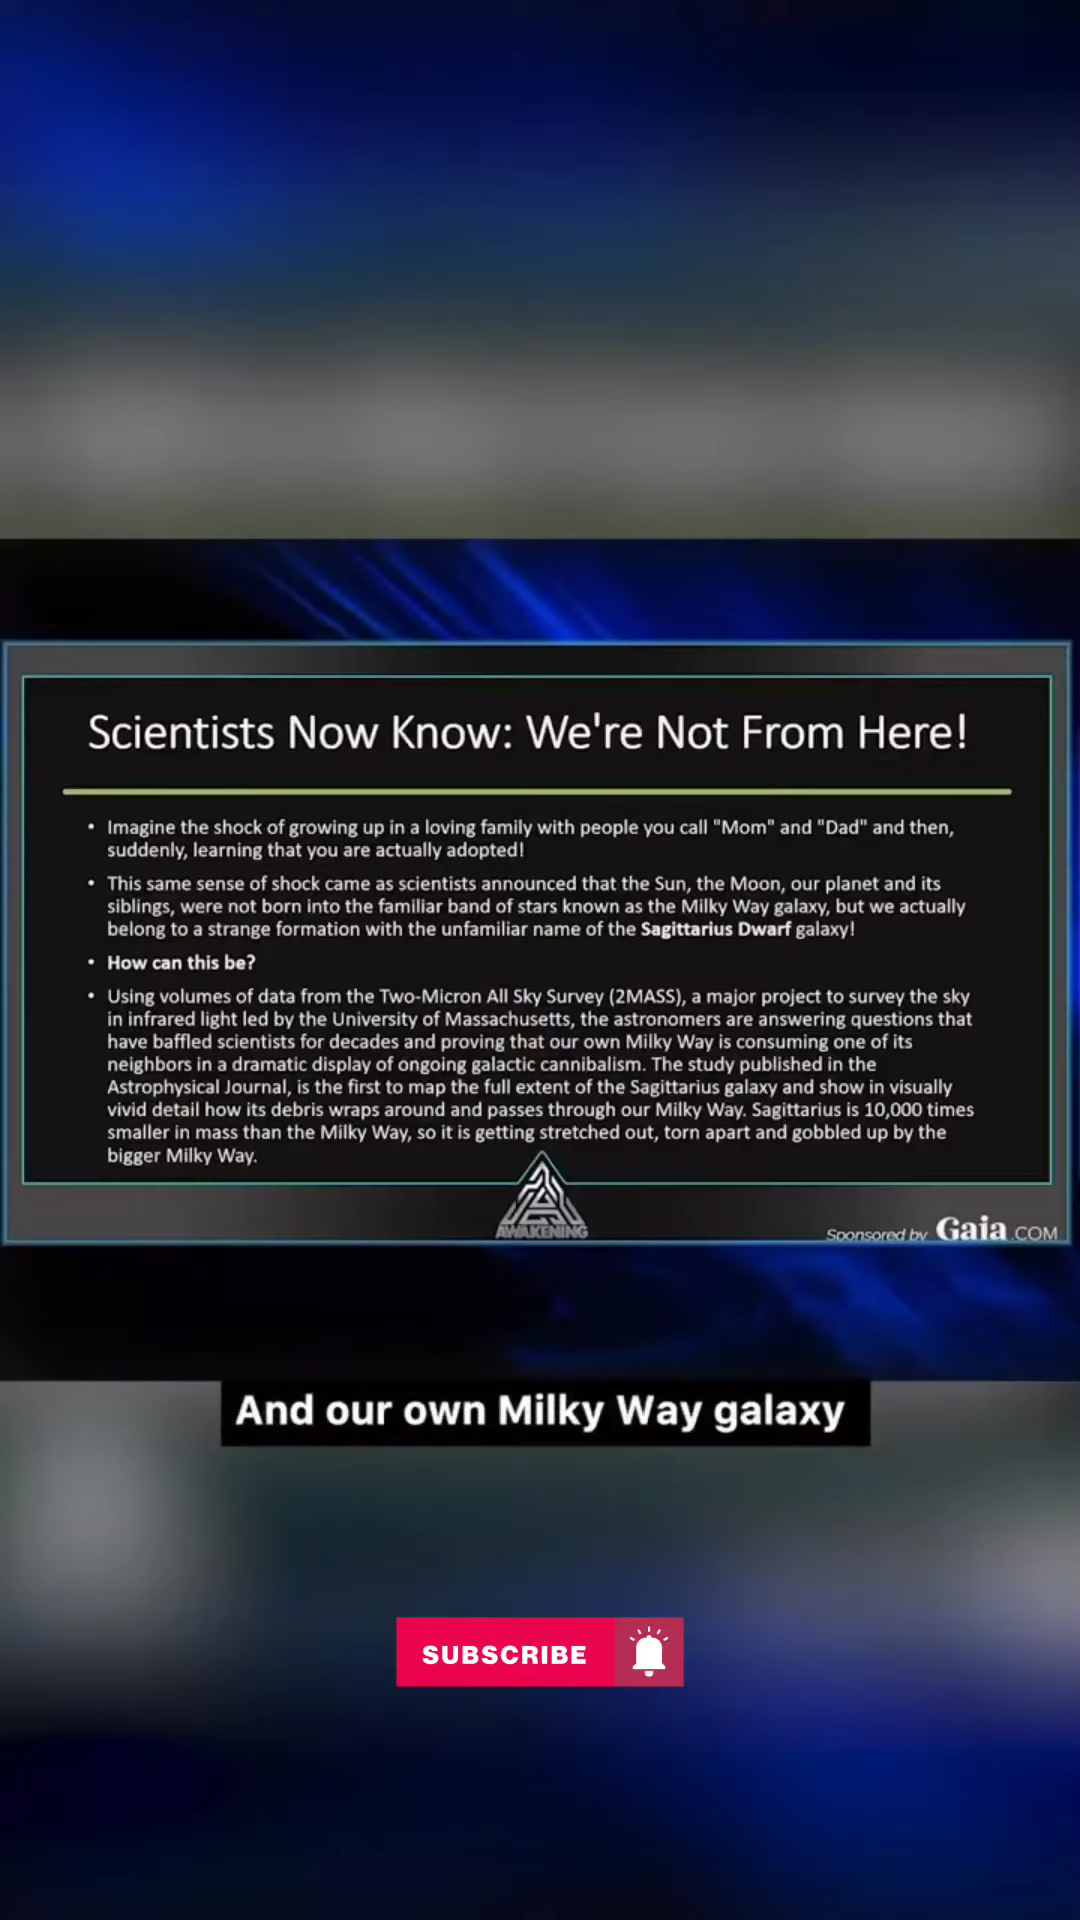 Scientists Now Know: We're Not From Here!
• Imagine the shock of growing up in a loving family with people you call "Mom" and "Dad" and then,
suddenly, learning that you are actually adopted!
• This same sense of shock came as scientists announced that the Sun, the Moon, our planet and its
siblings, were not born into the familiar band of stars known as the Milky Way galaxy, but we actually
belong to a strange formation with the unfamiliar name of the Sagittarius Dwarf galaxy!
• How can this be?
• Using volumes of data from the Two-Micron All Sky Survey (2MASS), a major project to survey the sky
in infrared light led by the University of Massachusetts, the astronomers are answering questions that
have baffled scientists for decades and proving that our own Milky Way is consuming one of its
neighbors in a dramatic display of ongoing galactic cannibalism. The study published in the
Astrophysical Journal, is the first to map the full extent of the Sagittarius galaxy and show in visually
vivid detail how its debris wraps around and passes through our Milky Way. Sagittarius is 10,000 times
smaller in mass than the Milky Way, so it is getting stretched out, torn apart and gobbled up by the
bigger Milky Way.
AWAKENING
Sponsored by Gaia.COM
And our own Milky Way galaxy
SUBSCRIBE